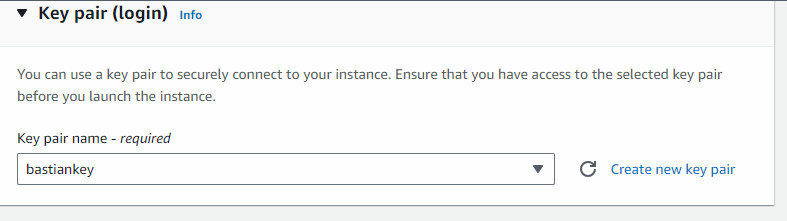 Key pair (login) Info
You can use a key pair to securely connect to your instance. Ensure that you have access to the selected key pair
before you launch the instance.
Key pair name - required
bastiankey
Create new key pair